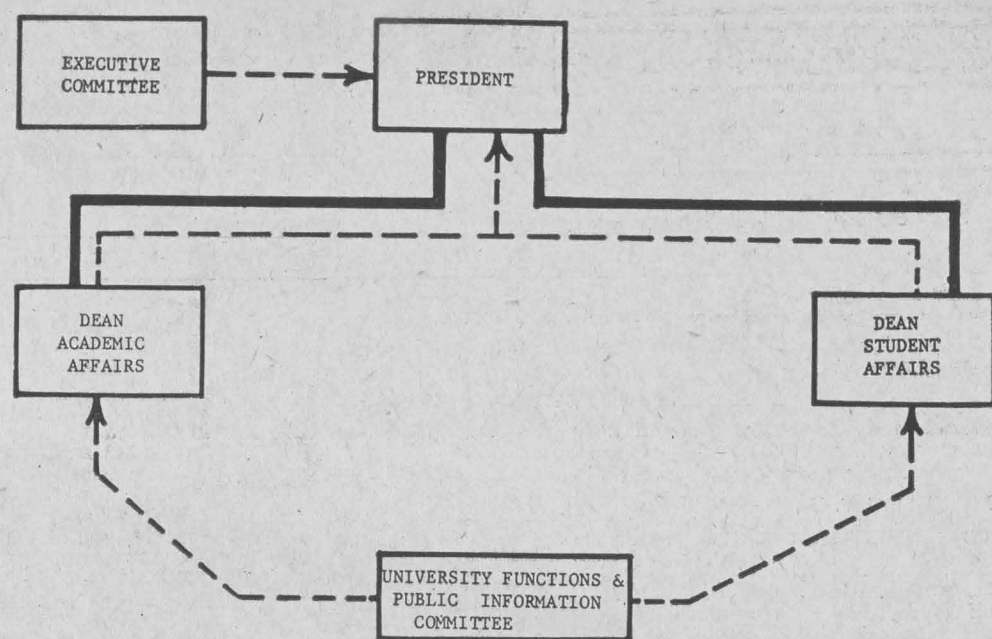 EXECUTIVE
COMMITTEE
PRESIDENT
DEAN
ACADEMIC
AFFAIRS
DEAN
STUDENT
AFFAIRS
UNIVERSITY FUNCTIONS &
PUBLIC INFORMATION
COMMITTEE